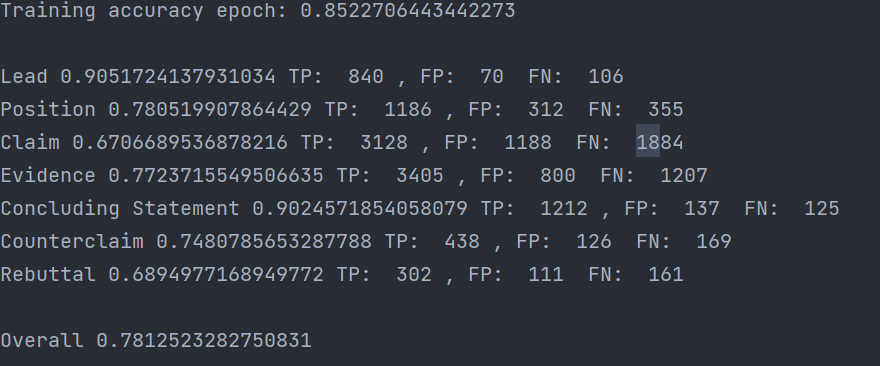 Training accuracy epoch: 0.8522706443442273
Lead 0.9051724137931034 TP:  840 , FP:  70  FN:  106
Position 0.780519907864429 TP:  1186 , FP:  312  FN:  355
Claim 0.6706689536878216 TP:  3128 , FP:  1188  FN:  1884
Evidence 0.7723715549506635 TP:  3405 , FP:  800  FN:  1207
Concluding Statement 0.9024571854058079 TP:  1212 , FP:  137  FN:  125
Counterclaim 0.7480785653287788 TP:  438 , FP:  126  FN:  169
Rebuttal 0.6894977168949772 TP:  302 , FP:  111  FN:  161
Overall 0.7812523282750831